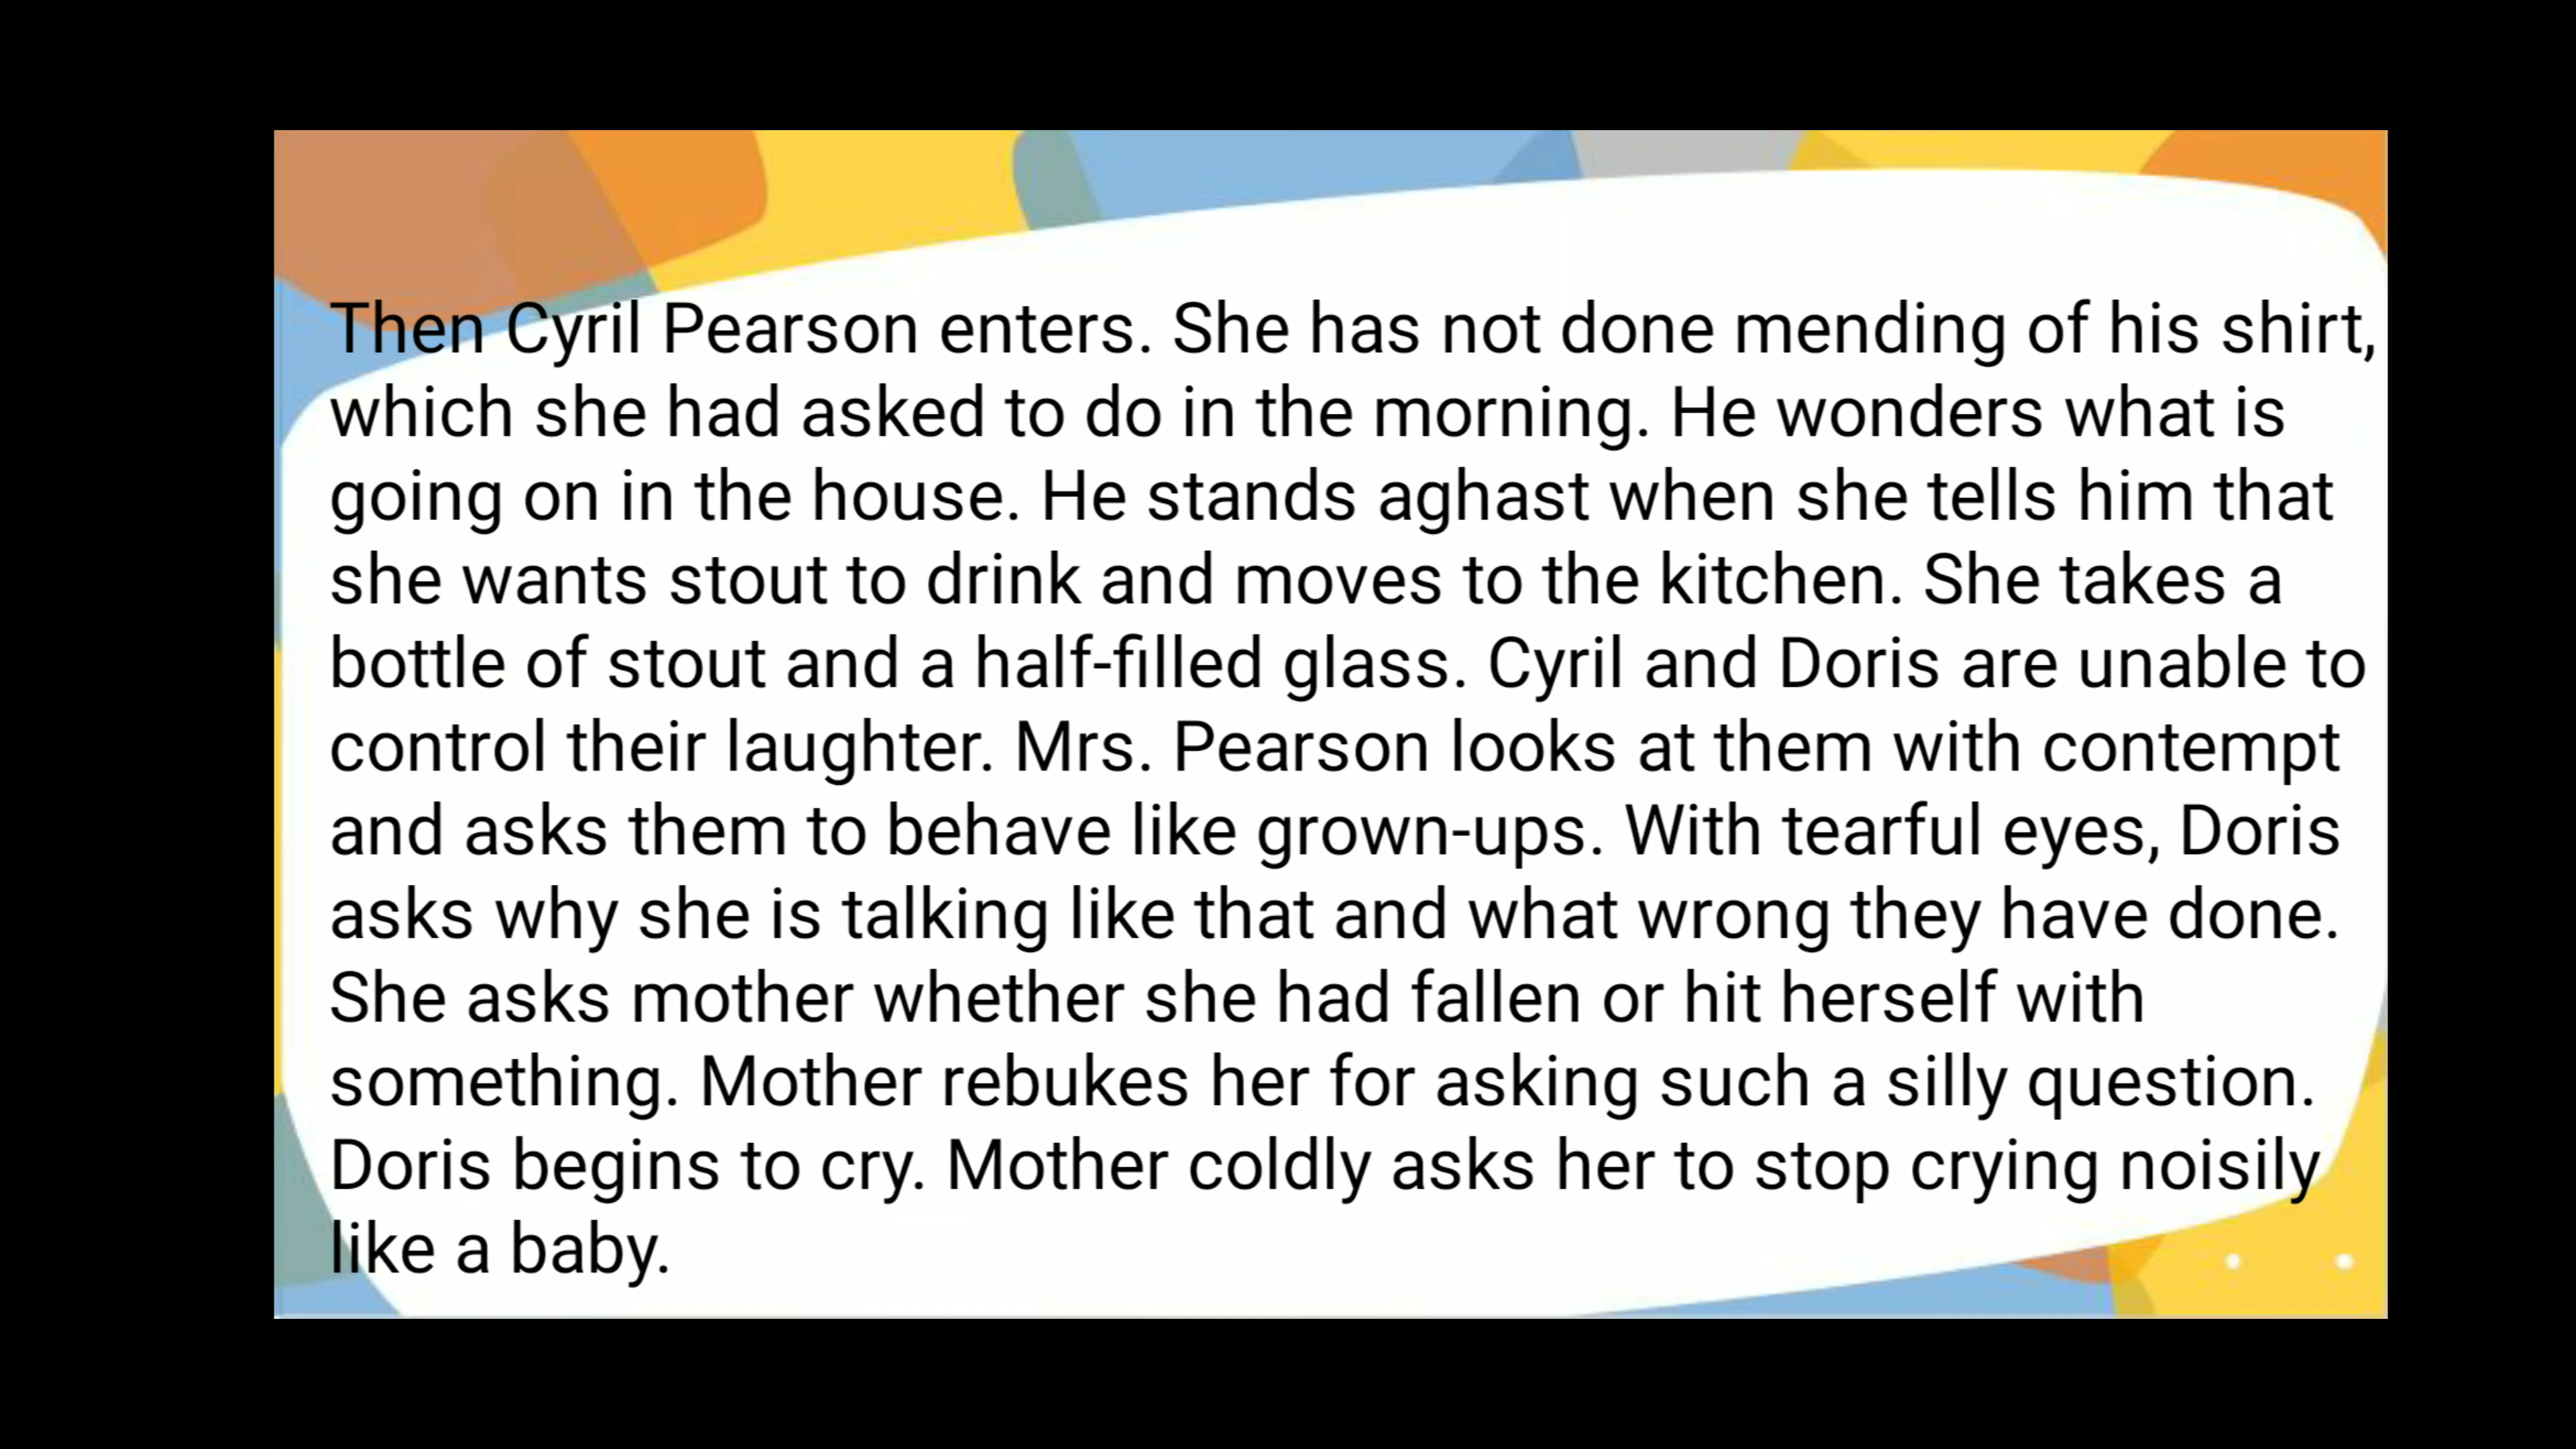 Then Cyril Pearson enters. She has not done mending of his shirt,
which she had asked to do in the morning. He wonders what is
going on in the house. He stands aghast when she tells him that
she wants stout to drink and moves to the kitchen. She takes a
bottle of stout and a half-filled glass. Cyril and Doris are unable to
control their laughter. Mrs. Pearson looks at them with contempt
and asks them to behave like grown-ups. With tearful eyes, Doris
asks why she is talking like that and what wrong they have done.
She asks mother whether she had fallen or hit herself with
something. Mother rebukes her for asking such a silly question.
Doris begins to cry. Mother coldly asks her to stop crying noisily
like a baby.